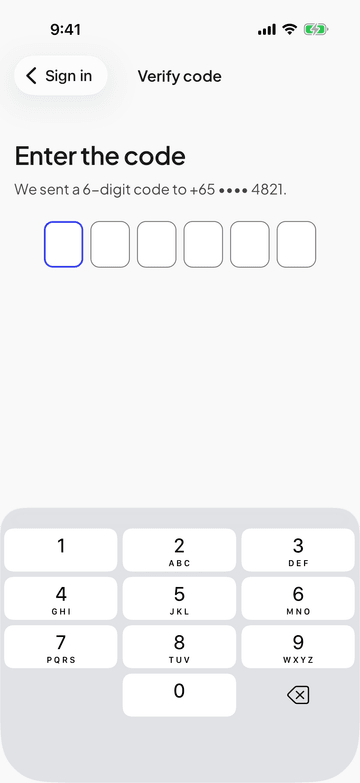 9:41
Sign in
Verify code
Enter the code
We sent a 6-digit code to +65 •••• 4821.
1
2
ABC
3
DEF
4
GHI
5
JKL
6
MNO
7
PQRS
8
TUV
9
WXYZ
0